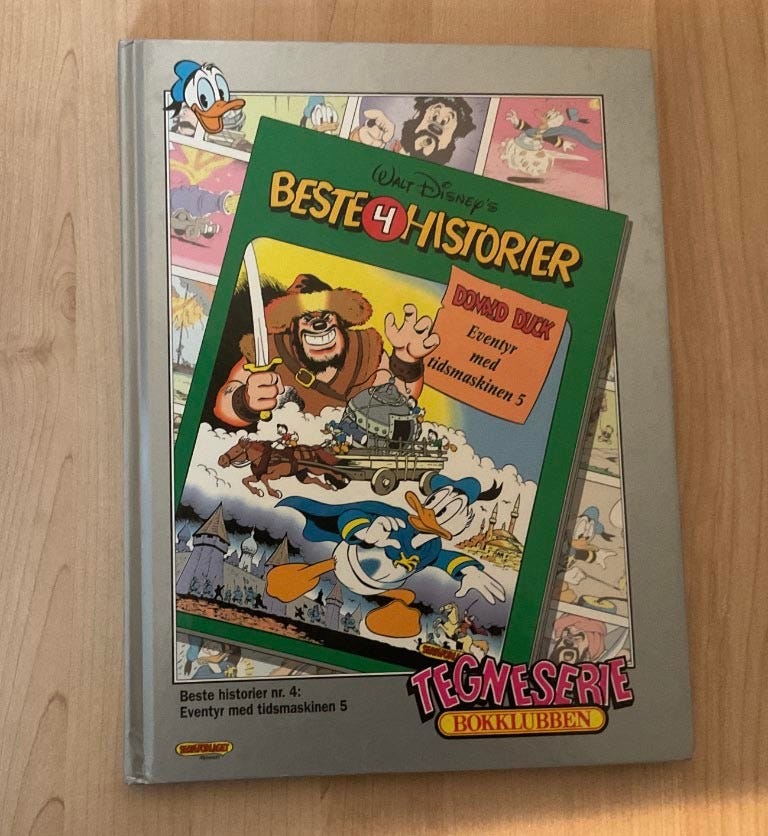 WALT DISNEY'S
BESTE 4 HISTORIER
DONALD DUCK
Eventyr
med
tidsmaskinen 5
TEGNESERIE
BOKKLUBBEN
Beste historier nr. 4:
Eventyr med tidsmaskinen 5